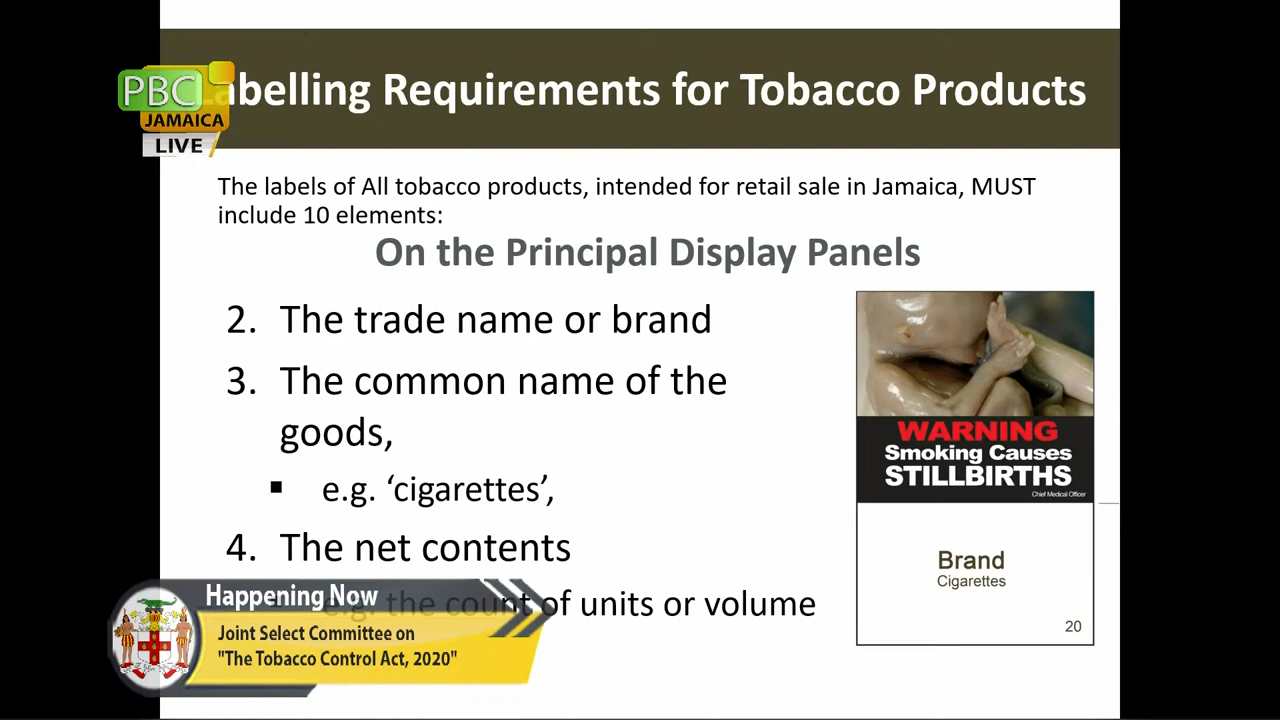 PBC
JAMAICA
LIVE
Labelling Requirements for Tobacco Products
The labels of All tobacco products, intended for retail sale in Jamaica, MUST
include 10 elements:
On the Principal Display Panels
2. The trade name or brand
3. The common name of the
goods,
▪ e.g. ‘cigarettes’,
4. The net contents
e.g. the count of units or volume
WARNING
Smoking Causes
STILLBIRTHS
Chief Medical Officer
Brand
Cigarettes
20
Happening Now
Joint Select Committee on
"The Tobacco Control Act, 2020"